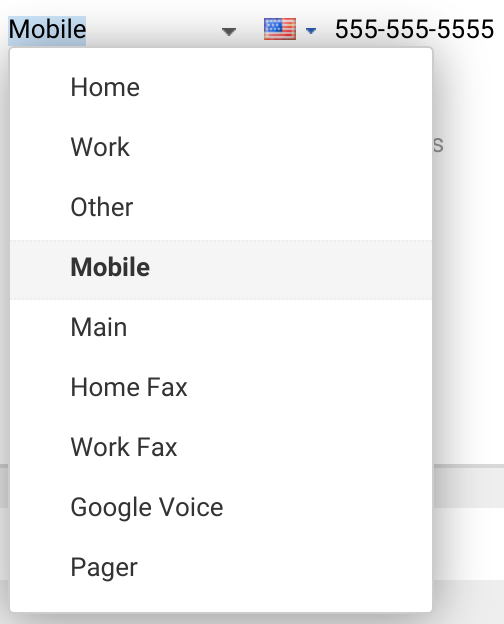 Mobile 555-555-5555
Home
Work
Other
Mobile
Main
Home Fax
Work Fax
Google Voice
Pager